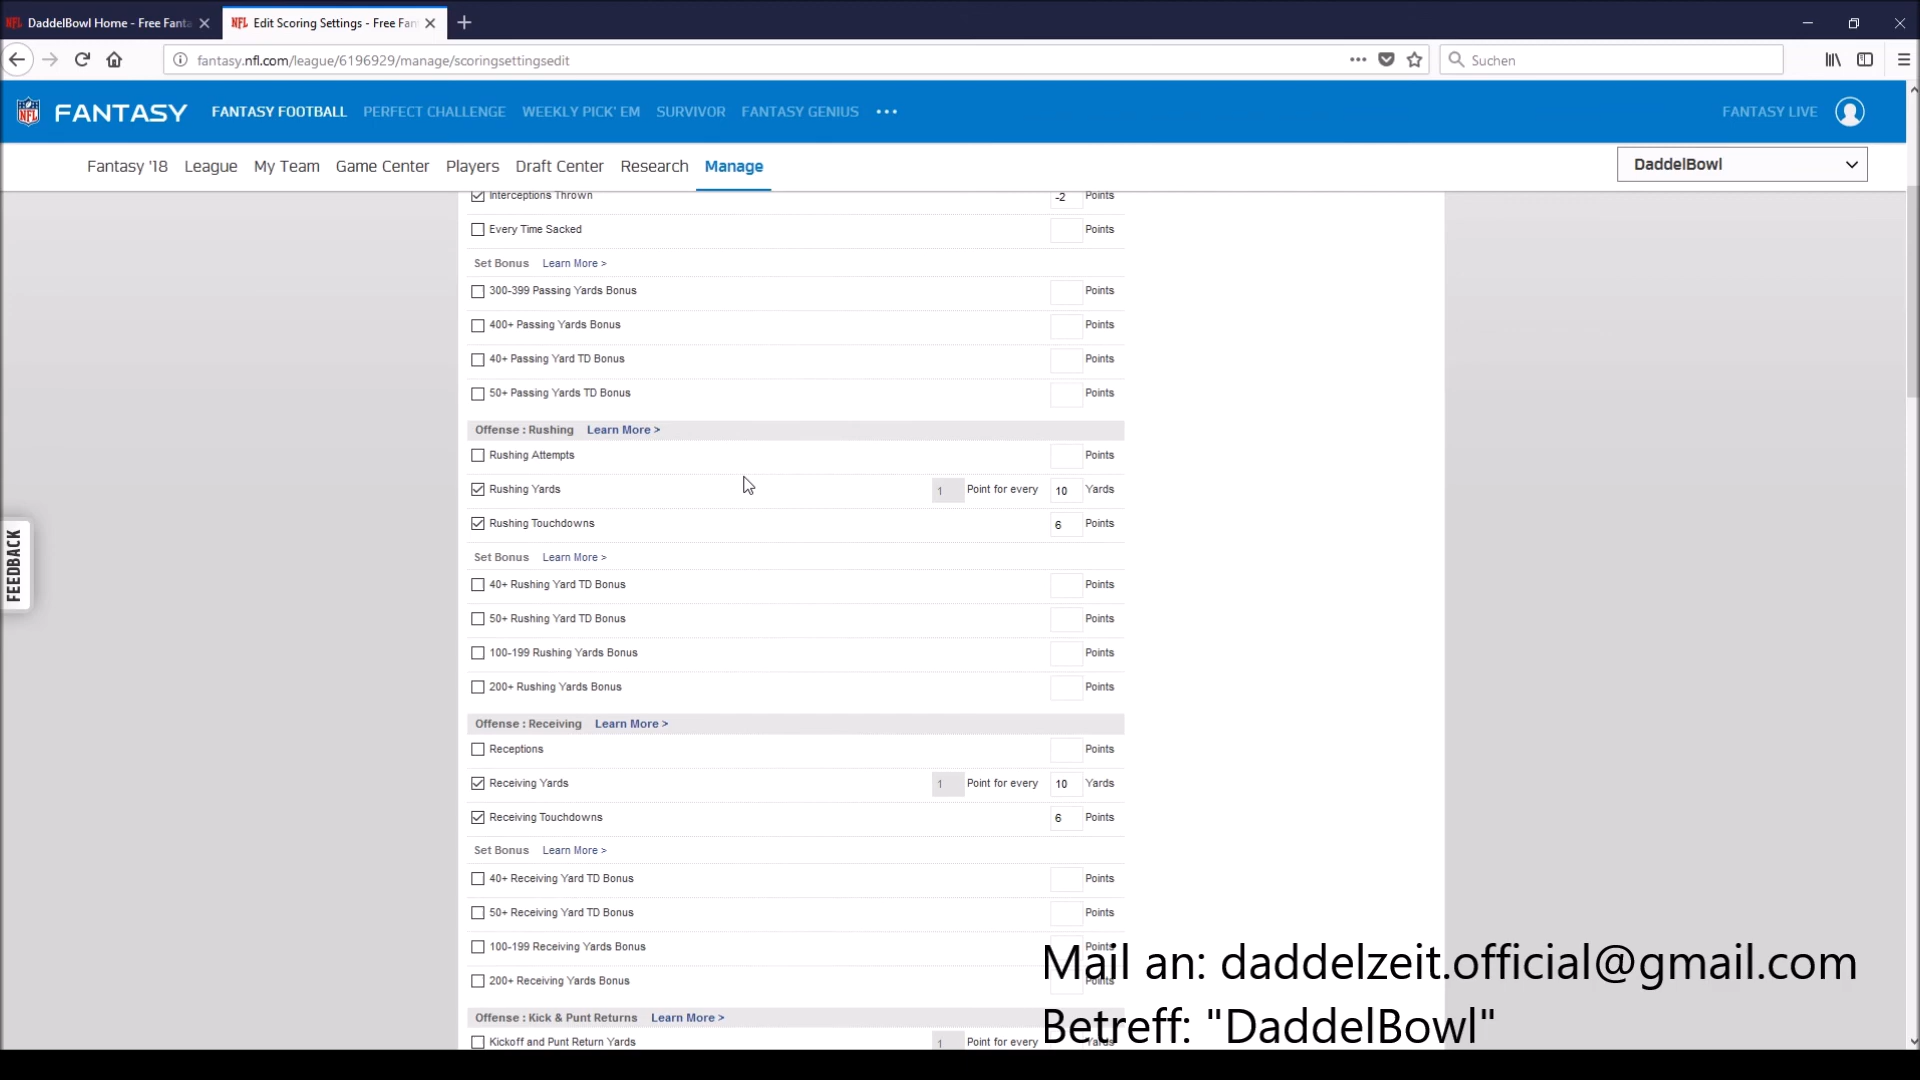 DaddelBowl Home - Free Fanta
NFL Edit Scoring Settings - Free Fan
fantasy.nfl.com/league/6196929/manage/scoringsettingsedit
Suchen
FANTASY FANTASY FOOTBALL PERFECT CHALLENGE WEEKLY PICK' EM SURVIVOR FANTASY GENIUS ••• FANTASY LIVE
Fantasy '18 League My Team Game Center Players Draft Center Research Manage DaddelBowl
Interceptions Thrown -2 Points
Every Time Sacked Points
Set Bonus Learn More >
300-399 Passing Yards Bonus Points
400+ Passing Yards Bonus Points
40+ Passing Yard TD Bonus Points
50+ Passing Yards TD Bonus Points
Offense : Rushing Learn More >
Rushing Attempts Points
Rushing Yards 1 Point for every 10 Yards
Rushing Touchdowns 6 Points
Set Bonus Learn More >
40+ Rushing Yard TD Bonus Points
50+ Rushing Yard TD Bonus Points
100-199 Rushing Yards Bonus Points
200+ Rushing Yards Bonus Points
Offense : Receiving Learn More >
Receptions Points
Receiving Yards 1 Point for every 10 Yards
Receiving Touchdowns 6 Points
Set Bonus Learn More >
40+ Receiving Yard TD Bonus Points
50+ Receiving Yard TD Bonus Points
100-199 Receiving Yards Bonus Points
200+ Receiving Yards Bonus Points
Offense : Kick & Punt Returns Learn More >
Kickoff and Punt Return Yards 1 Point for every Yards
FEEDBACK
Mail an: daddelzeit.official@gmail.com
Betreff: "DaddelBowl"